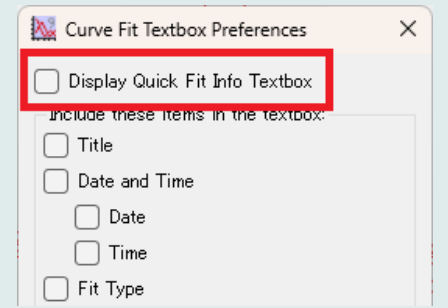 Curve Fit Textbox Preferences
Display Quick Fit Info Textbox
Include these items in the textbox:
Title
Date and Time
Date
Time
Fit Type